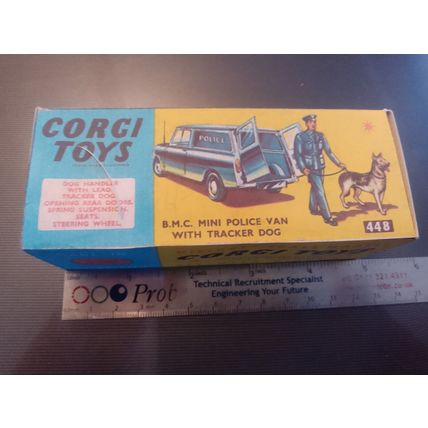 CORGI
TOYS
DOG HANDLER
WITH LEAD.
TRACKER DOG.
OPENING REAR DOORS.
SPRING SUSPENSION.
SEATS.
STEERING WHEEL.
POLICE
B.M.C. MINI POLICE VAN
WITH TRACKER DOG
448
CORGI TOYS
Prob
Technical Recruitment Specialist
Engineering Your Future